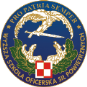 PRO PATRIA SEMPER
WYŻSZA SZKOŁA OFICERSKA SIŁ POWIETRZNYCH